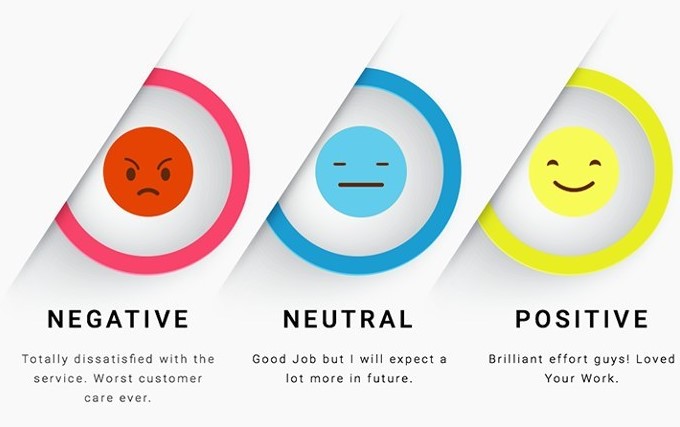 NEGATIVE
Totally dissatisfied with the
service. Worst customer
care ever.
NEUTRAL
Good Job but I will expect a
lot more in future.
POSITIVE
Brilliant effort guys! Loved
Your Work.